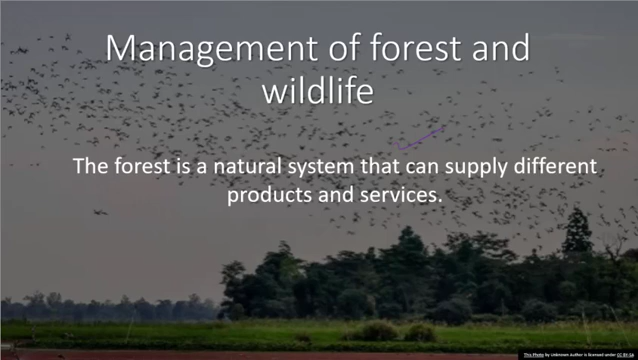 Management of forest and
wildlife
The forest is a natural system that can supply different
products and services.
This Photo by Unknown Author is licensed under CC BY-SA